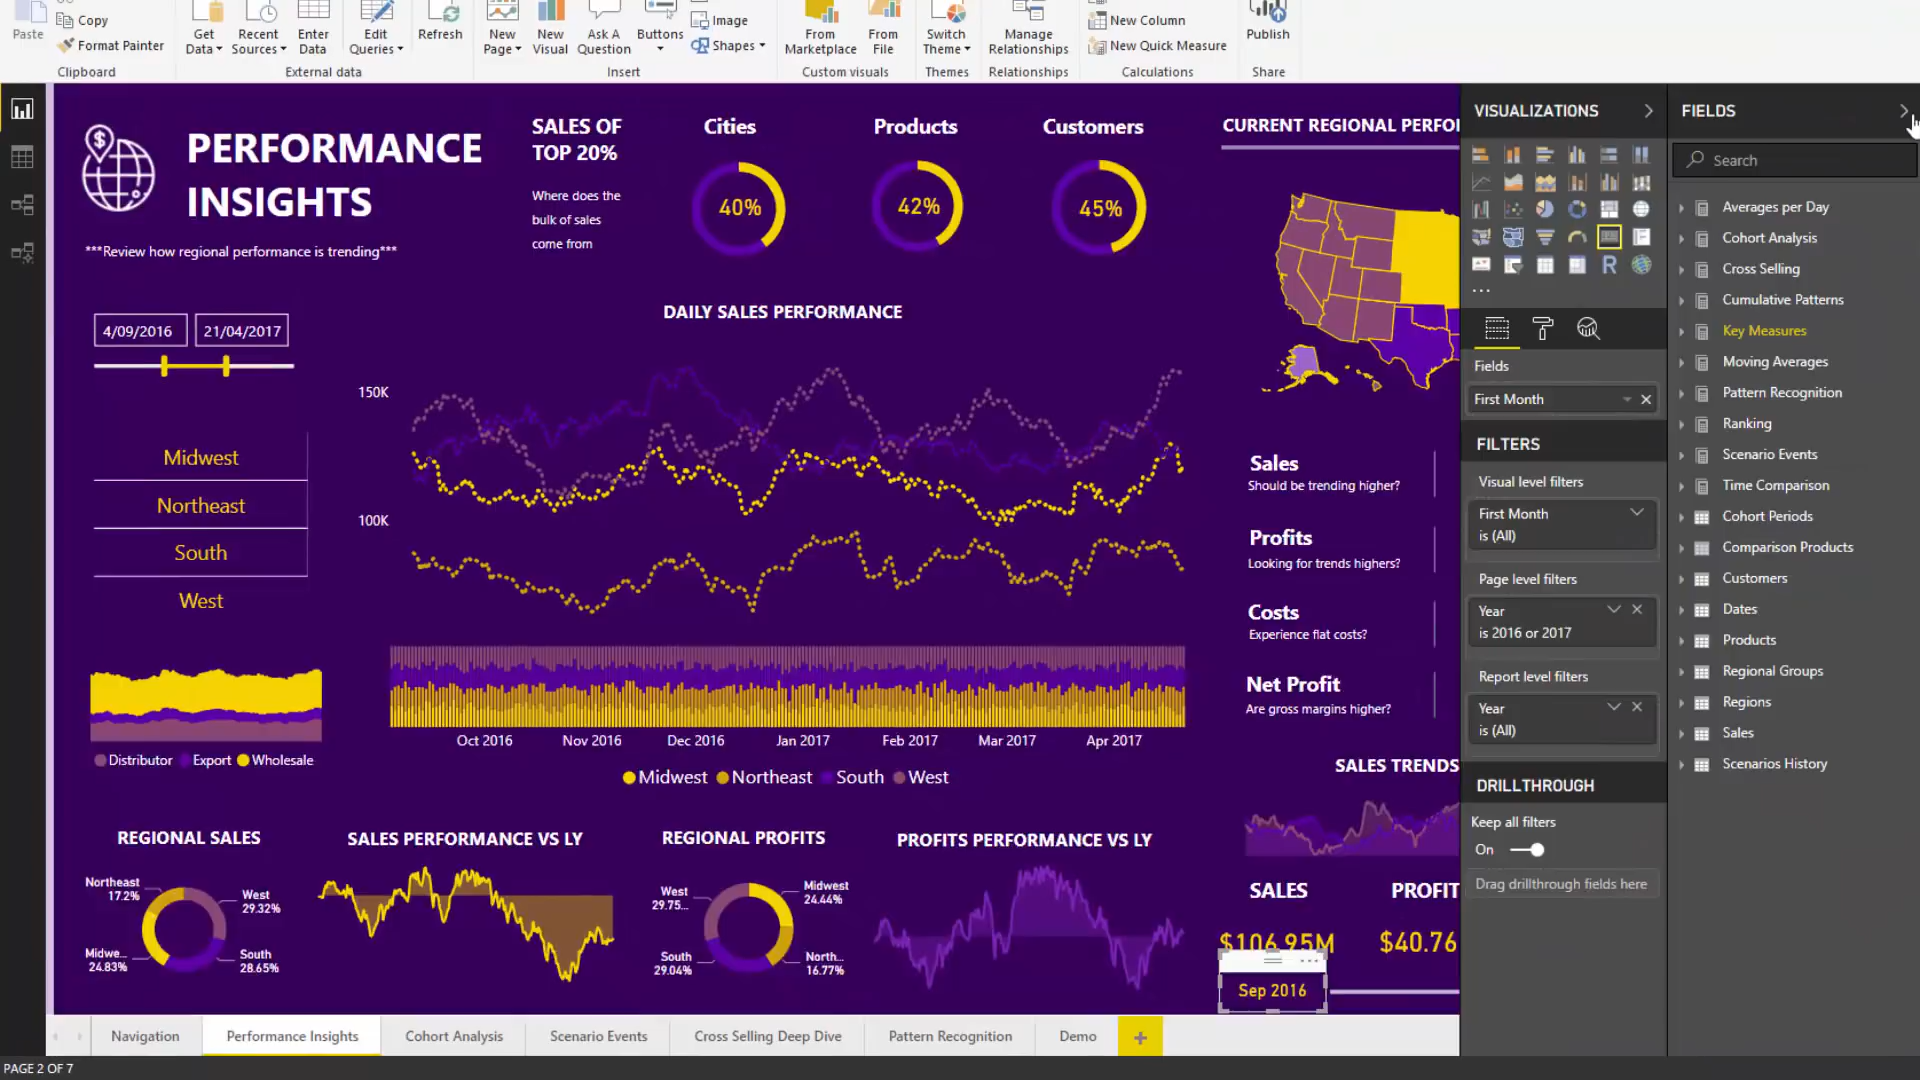 Paste
Copy
Format Painter
Clipboard
Get Data
Recent Sources
Enter Data
Edit Queries
Refresh
External data
New Page
New Visual
Ask A Question
Buttons
Image
Shapes
Insert
From Marketplace
From File
Custom visuals
Switch Theme
Themes
Manage Relationships
Relationships
New Column
New Quick Measure
Calculations
Publish
Share
PERFORMANCE
INSIGHTS
***Review how regional performance is trending***
SALES OF
TOP 20%
Where does the
bulk of sales
come from
Cities
40%
Products
42%
Customers
45%
CURRENT REGIONAL PERFO
4/09/2016
21/04/2017
Midwest
Northeast
South
West
Distributor Export Wholesale
DAILY SALES PERFORMANCE
150K
100K
Oct 2016 Nov 2016 Dec 2016 Jan 2017 Feb 2017 Mar 2017 Apr 2017
Midwest Northeast South West
Sales
Should be trending higher?
Profits
Looking for trends highers?
Costs
Experience flat costs?
Net Profit
Are gross margins higher?
SALES TRENDS
REGIONAL SALES
Northeast
17.2%
West
29.32%
Midwe...
24.83%
South
28.65%
SALES PERFORMANCE VS LY
REGIONAL PROFITS
West
29.75...
Midwest
24.44%
South
29.04%
North...
16.77%
PROFITS PERFORMANCE VS LY
SALES
PROFIT
$106.95M
$40.76
Sep 2016
VISUALIZATIONS
R
Fields
First Month
FILTERS
Visual level filters
First Month
is (All)
Page level filters
Year
is 2016 or 2017
Report level filters
Year
is (All)
DRILLTHROUGH
Keep all filters
On
Drag drillthrough fields here
FIELDS
Search
Averages per Day
Cohort Analysis
Cross Selling
Cumulative Patterns
Key Measures
Moving Averages
Pattern Recognition
Ranking
Scenario Events
Time Comparison
Cohort Periods
Comparison Products
Customers
Dates
Products
Regional Groups
Regions
Sales
Scenarios History
Navigation
Performance Insights
Cohort Analysis
Scenario Events
Cross Selling Deep Dive
Pattern Recognition
Demo
PAGE 2 OF 7